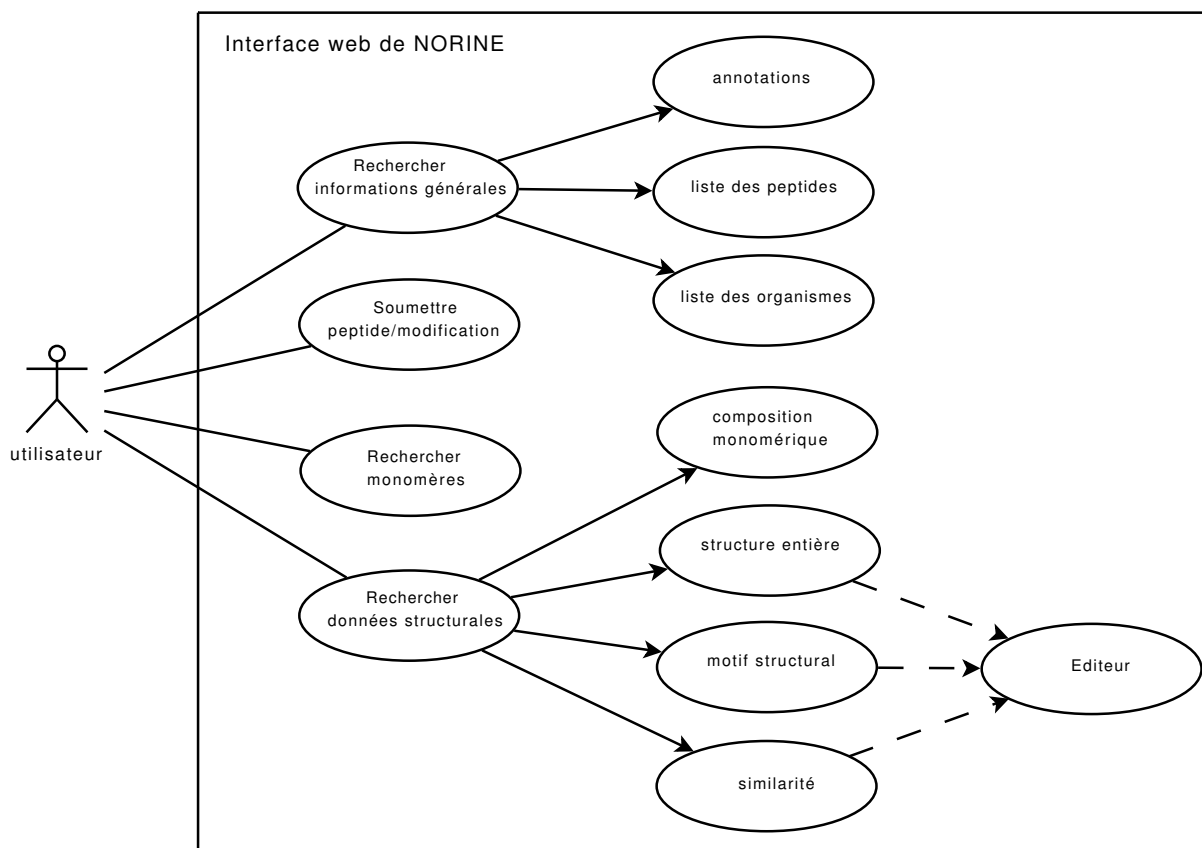 Interface web de NORINE
annotations
Rechercher
informations générales
liste des peptides
liste des organismes
Soumettre
peptide/modification
utilisateur
Rechercher
monomères
composition
monomérique
structure entière
Rechercher
données structurales
motif structural
Editeur
similarité